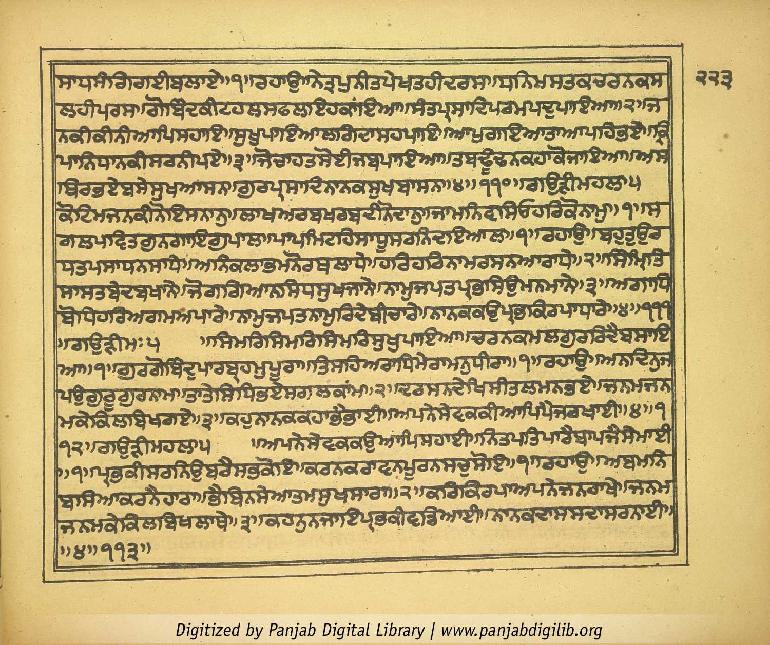 ਸਾਧਸੰਗਿਗਈਬਲਾਏ॥੧॥ਰਹਾਉ॥ਨੇਤ੍ਰਪੁਨੀਤਪੇਖਤਹੀਦਰਸ॥ਧਨਿਮਸਤਕਚਰਨਕਮ
ਲਹੀਪਰਸ॥ਗੋਬਿੰਦਕੀਟਹਲਸਫਲਾਇਹਕਾਂਇਆ॥ਸੰਤਪ੍ਰਸਾਦਿਪਰਮਪਦੁਪਾਇਆ॥੨॥ਜ
ਨਕੀਕੀਨੀਆਪਿਸਹਾਏ॥ਸੁਖੁਪਾਇਆਲਗਿਦਾਸਹਪਾਏ॥ਆਪੁਗਇਆਤਾਆਪਹਿਭਏ॥ਕ੍ਰਿ
ਪਾਨਿਧਾਨਕੀਸਰਨੀਪਏ॥੩॥ਜੋਚਾਹਤਸੋਈਜਬਪਾਇਆ॥ਤਬਢੂੰਢਨਕਹਾਕੋਜਾਇਆ॥ਅਸ
ਥਿਰਭਏਬਸੇਸੁਖਆਸਨ॥ਗੁਰਪ੍ਰਸਾਦਿਨਾਨਕਸੁਖਬਾਸਨ॥੪॥੧੧੦॥ਗਉੜੀਮਹਲਾ੫
ਕੋਟਿਮਜਨਕੀਨੋਇਸਨਾਨ॥ਲਾਖਅਰਬਖਰਬਦੀਨੋਦਾਨੁ॥ਜਾਮਨਿਵਸਿਓਹਰਿਕੋਨਾਮੁ॥੧॥ਸ
ਗਲਪਵਿਤਗੁਨਗਾਇਗੁਪਾਲ॥ਪਾਪਮਿਟਹਿਸਾਧੂਸਰਨਿਦਇਆਲ॥੧॥ਰਹਾਉ॥ਬਹੁਤੁਉਰ
ਧਤਪਸਾਧਨਸਾਧੇ॥ਅਨਿਕਲਾਭਮਨੋਰਥਲਾਧੇ॥ਹਰਿਹਰਿਨਾਮਰਸਨਆਰਾਧੇ॥੨॥ਸਿੰਮ੍ਰਿਤਿ
ਸਾਸਤਬੇਦਬਖਾਨੇ॥ਜੋਗਗਿਆਨਸਿਧਸੁਖਜਾਨੇ॥ਨਾਮੁਜਪਤਪ੍ਰਭਸਿਉਮਨਮਾਨੇ॥੩॥ਅਗਾਧਿ
ਬੋਧਿਹਰਿਅਗਮਅਪਾਰੇ॥ਨਾਮੁਜਪਤਨਾਮੁਰਿਦੇਬੀਚਾਰੇ॥ਨਾਨਕਕਉਪ੍ਰਭਕਿਰਪਾਧਾਰੇ॥੪॥੧੧੧
॥ਗਉੜੀਮਃ੫ ॥ਸਿਮਰਿਸਿਮਰਿਸਿਮਰਿਸੁਖੁਪਾਇਆ॥ਚਰਨਕਮਲਗੁਰਰਿਦੈਬਸਾਇ
ਆ॥੧॥ਗੁਰਗੋਬਿੰਦੁਪਾਰਬ੍ਰਹਮੁਪੂਰਾ॥ਤਿਸਹਿਅਰਾਧਿਮੇਰਾਮਨੁਧੀਰਾ॥੧॥ਰਹਾਉ॥ਅਨਦਿਨੁਜ
ਪਉਗੁਰੂਗੁਰਨਾਮ॥ਤਾਤੇਸਿਧਿਭਏਸਗਲਕਾਂਮ॥੨॥ਦਰਸਨਦੇਖਿਸੀਤਲਮਨਭਏ॥ਜਨਮਜਨ
ਮਕੇਕਿਲਬਿਖਗਏ॥੩॥ਕਹੁਨਾਨਕਕਹਾਭੈਭਾਈ॥ਅਪਨੇਸੇਵਕਕੀਆਪਿਪੈਜਰਖਾਈ॥੪॥੧
੧੨॥ਗਉੜੀਮਹਲਾ੫ ॥ਅਪਨੇਸੇਵਕਕਉਆਪਿਸਹਾਈ॥ਨਿਤਪ੍ਰਤਿਪਾਰੈਬਾਪਜੈਸੇਮਾਈ
॥੧॥ਪ੍ਰਭਕੀਸਰਨਿਉਬਰੈਸਭਕੋਇ॥ਕਰਨਕਰਾਵਨਪੂਰਨਸਚੁਸੋਇ॥੧॥ਰਹਾਉ॥ਅਬਮਨਿ
ਬਸਿਆਕਰਨੈਹਾਰਾ॥ਭੈਬਿਨਸੇਆਤਮਸੁਖਸਾਰਾ॥੨॥ਕਰਿਕਿਰਪਾਅਪਨੇਜਨਰਾਖੇ॥ਜਨਮ
ਜਨਮਕੇਕਿਲਬਿਖਲਾਥੇ॥੩॥ਕਹਨੁਨਜਾਇਪ੍ਰਭਕੀਵਡਿਆਈ॥ਨਾਨਕਦਾਸਸਦਾਸਰਨਾਈ॥
॥੪॥੧੧੩॥
੨੨੩
Digitized by Panjab Digital Library | www.panjabdigilib.org